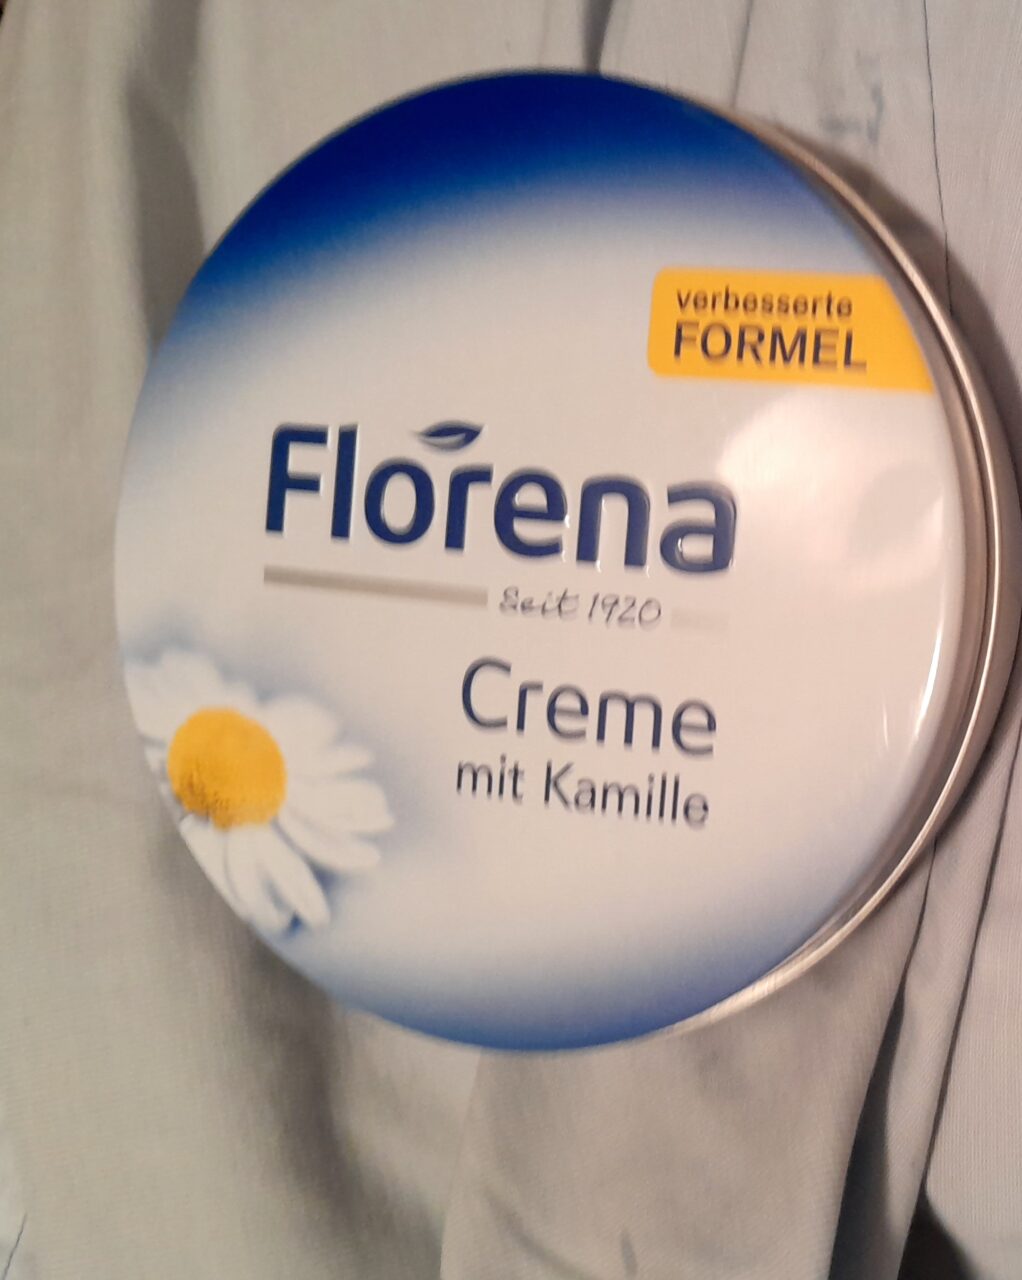 verbesserte
FORMEL
Florena
Seit 1920
Creme
mit Kamille